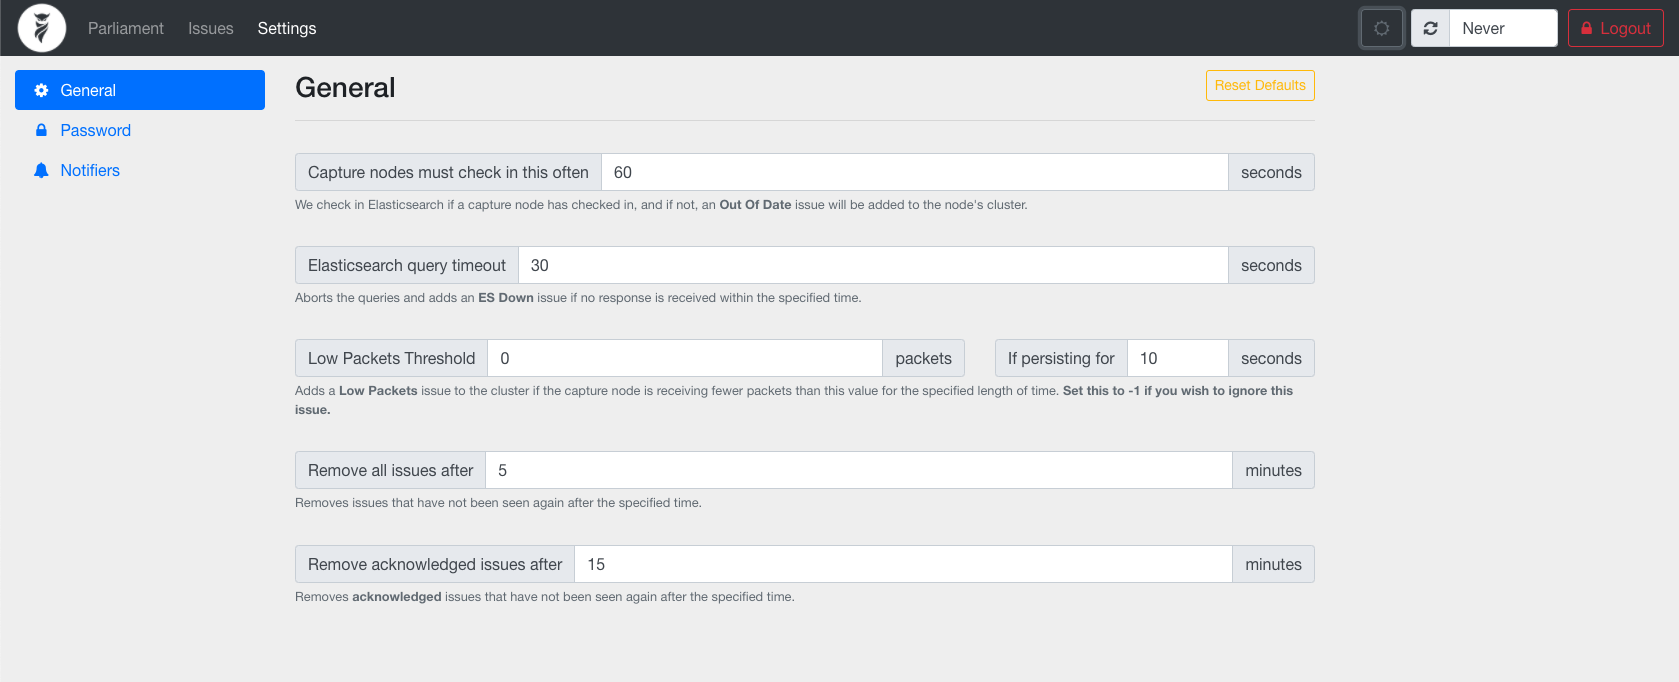 Parliament Issues Settings Never Logout
General
Password
Notifiers
General Reset Defaults
Capture nodes must check in this often 60 seconds
We check in Elasticsearch if a capture node has checked in, and if not, an Out Of Date issue will be added to the node's cluster.
Elasticsearch query timeout 30 seconds
Aborts the queries and adds an ES Down issue if no response is received within the specified time.
Low Packets Threshold 0 packets If persisting for 10 seconds
Adds a Low Packets issue to the cluster if the capture node is receiving fewer packets than this value for the specified length of time. Set this to -1 if you wish to ignore this
issue.
Remove all issues after 5 minutes
Removes issues that have not been seen again after the specified time.
Remove acknowledged issues after 15 minutes
Removes acknowledged issues that have not been seen again after the specified time.